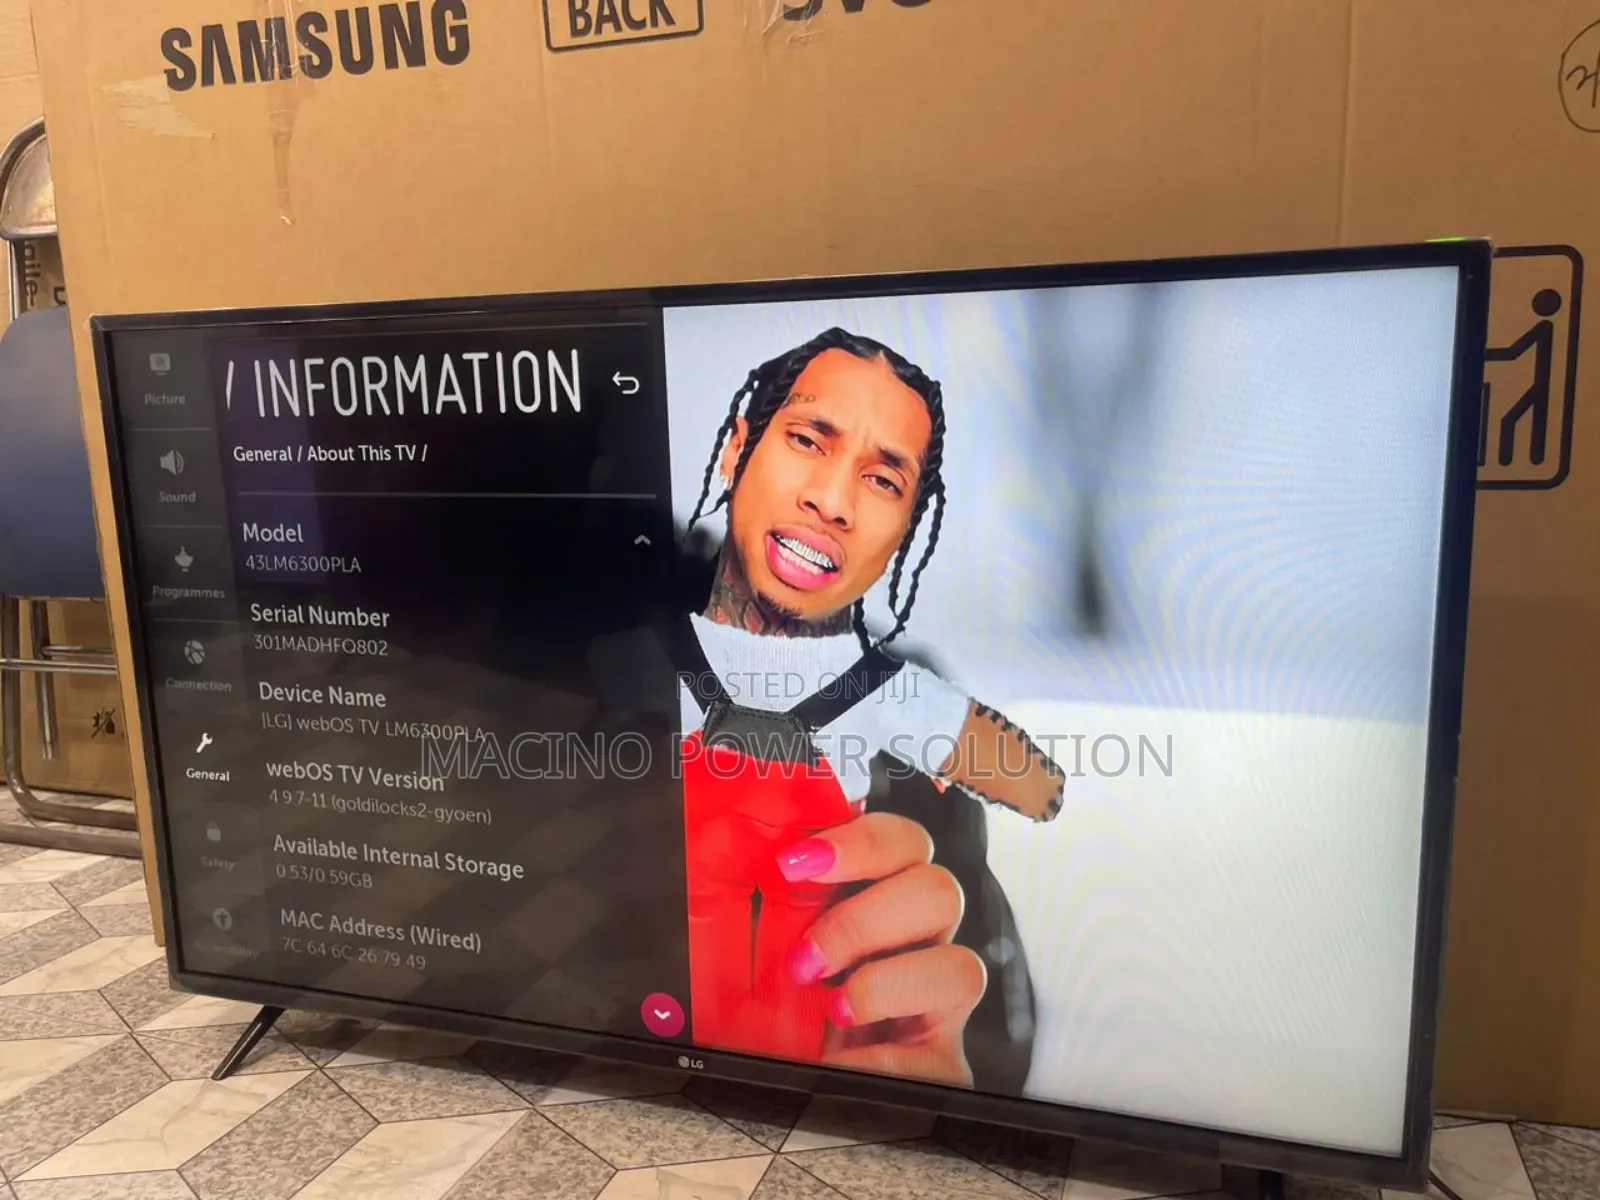 SAMSUNG
BACK
/ INFORMATION
General / About This TV /
Picture
Sound
Programmes
Connection
General
Safety
Accessibility
Model
43LM6300PLA
Serial Number
301MADHFQ802
Device Name
[LG] webOS TV LM6300PLA
webOS TV Version
4.9.7-11 (goldilocks2-gyoen)
Available Internal Storage
0.53/0.59GB
MAC Address (Wired)
7C:64:6C:26:79:49
LG
POSTED ON JIJI
MACINO POWER SOLUTION